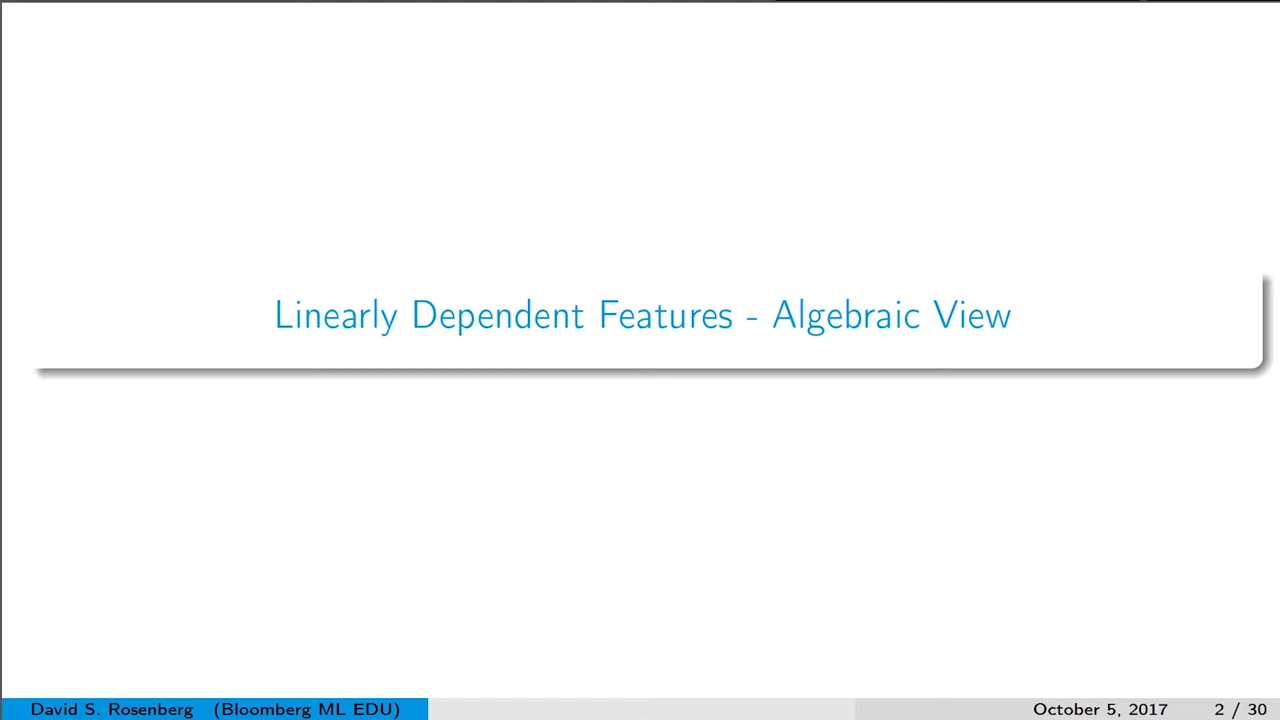 Linearly Dependent Features - Algebraic View
David S. Rosenberg (Bloomberg ML EDU) October 5, 2017 2 / 30